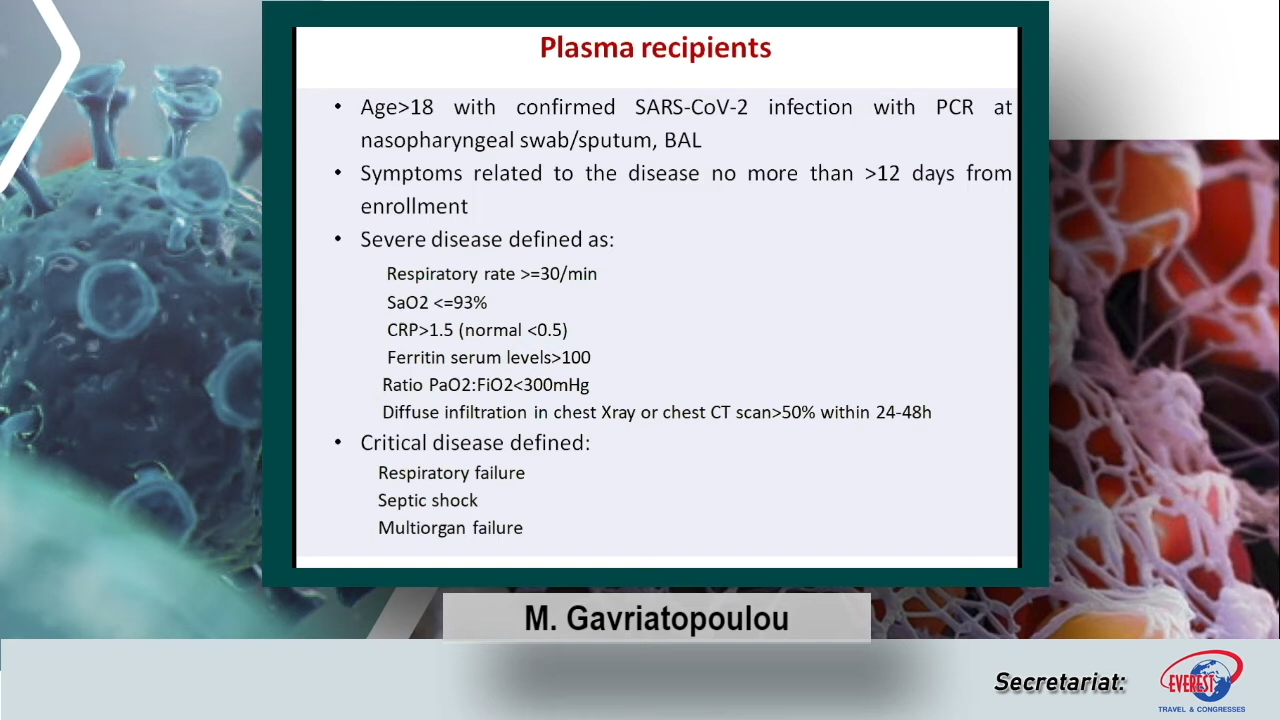 Plasma recipients
• Age>18 with confirmed SARS-CoV-2 infection with PCR at
nasopharyngeal swab/sputum, BAL
• Symptoms related to the disease no more than >12 days from
enrollment
• Severe disease defined as:
Respiratory rate >=30/min
SaO2 <=93%
CRP>1.5 (normal <0.5)
Ferritin serum levels>100
Ratio PaO2:FiO2<300mHg
Diffuse infiltration in chest Xray or chest CT scan>50% within 24-48h
• Critical disease defined:
Respiratory failure
Septic shock
Multiorgan failure
M. Gavriatopoulou
Secretariat:
EVEREST
TRAVEL & CONGRESSES